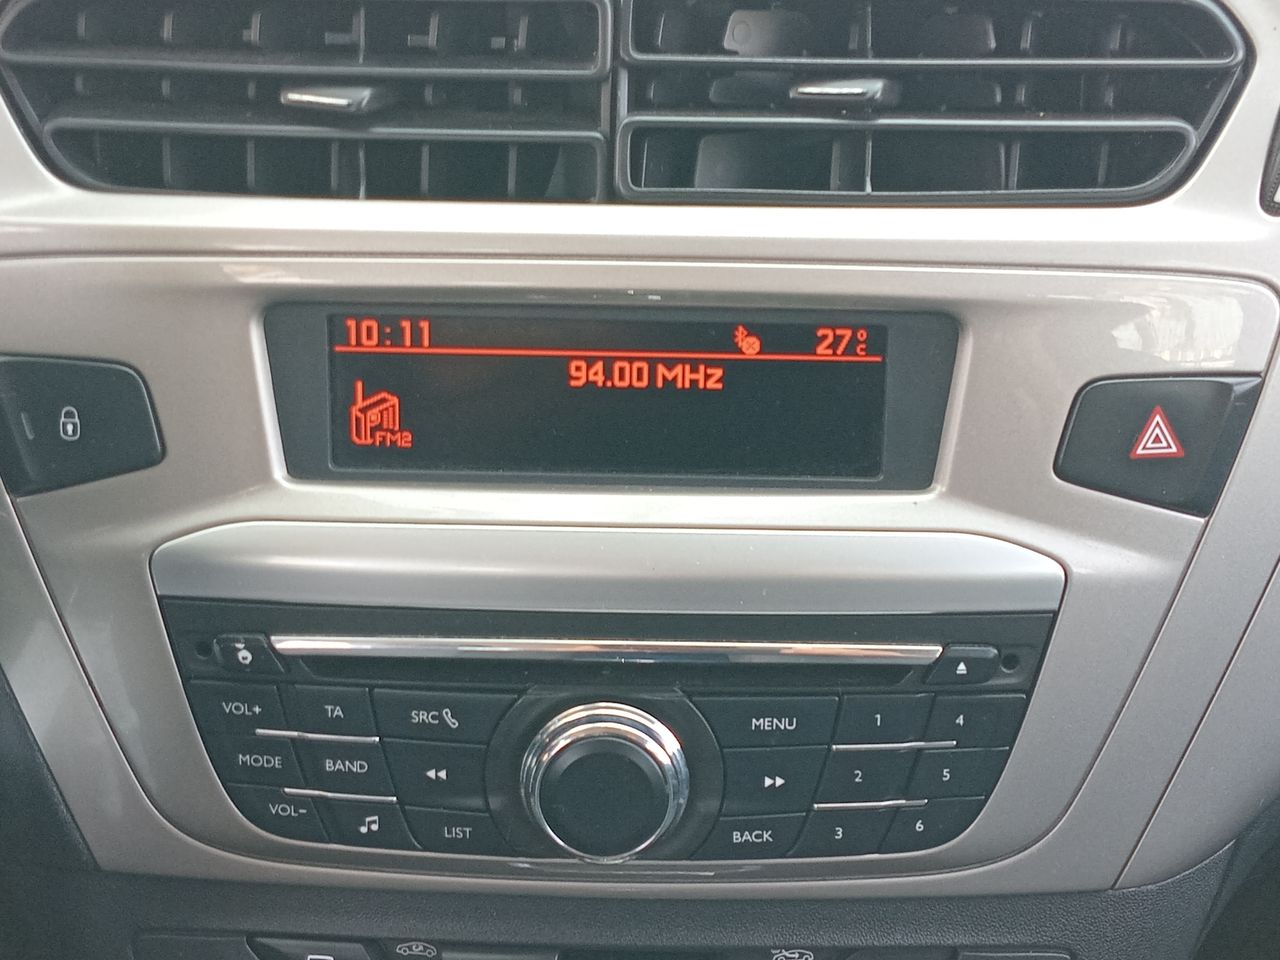 10:11 27°C
94.00 MHz
FM2
VOL+ TA SRC MENU 1 4
MODE BAND 2 5
VOL- LIST BACK 3 6